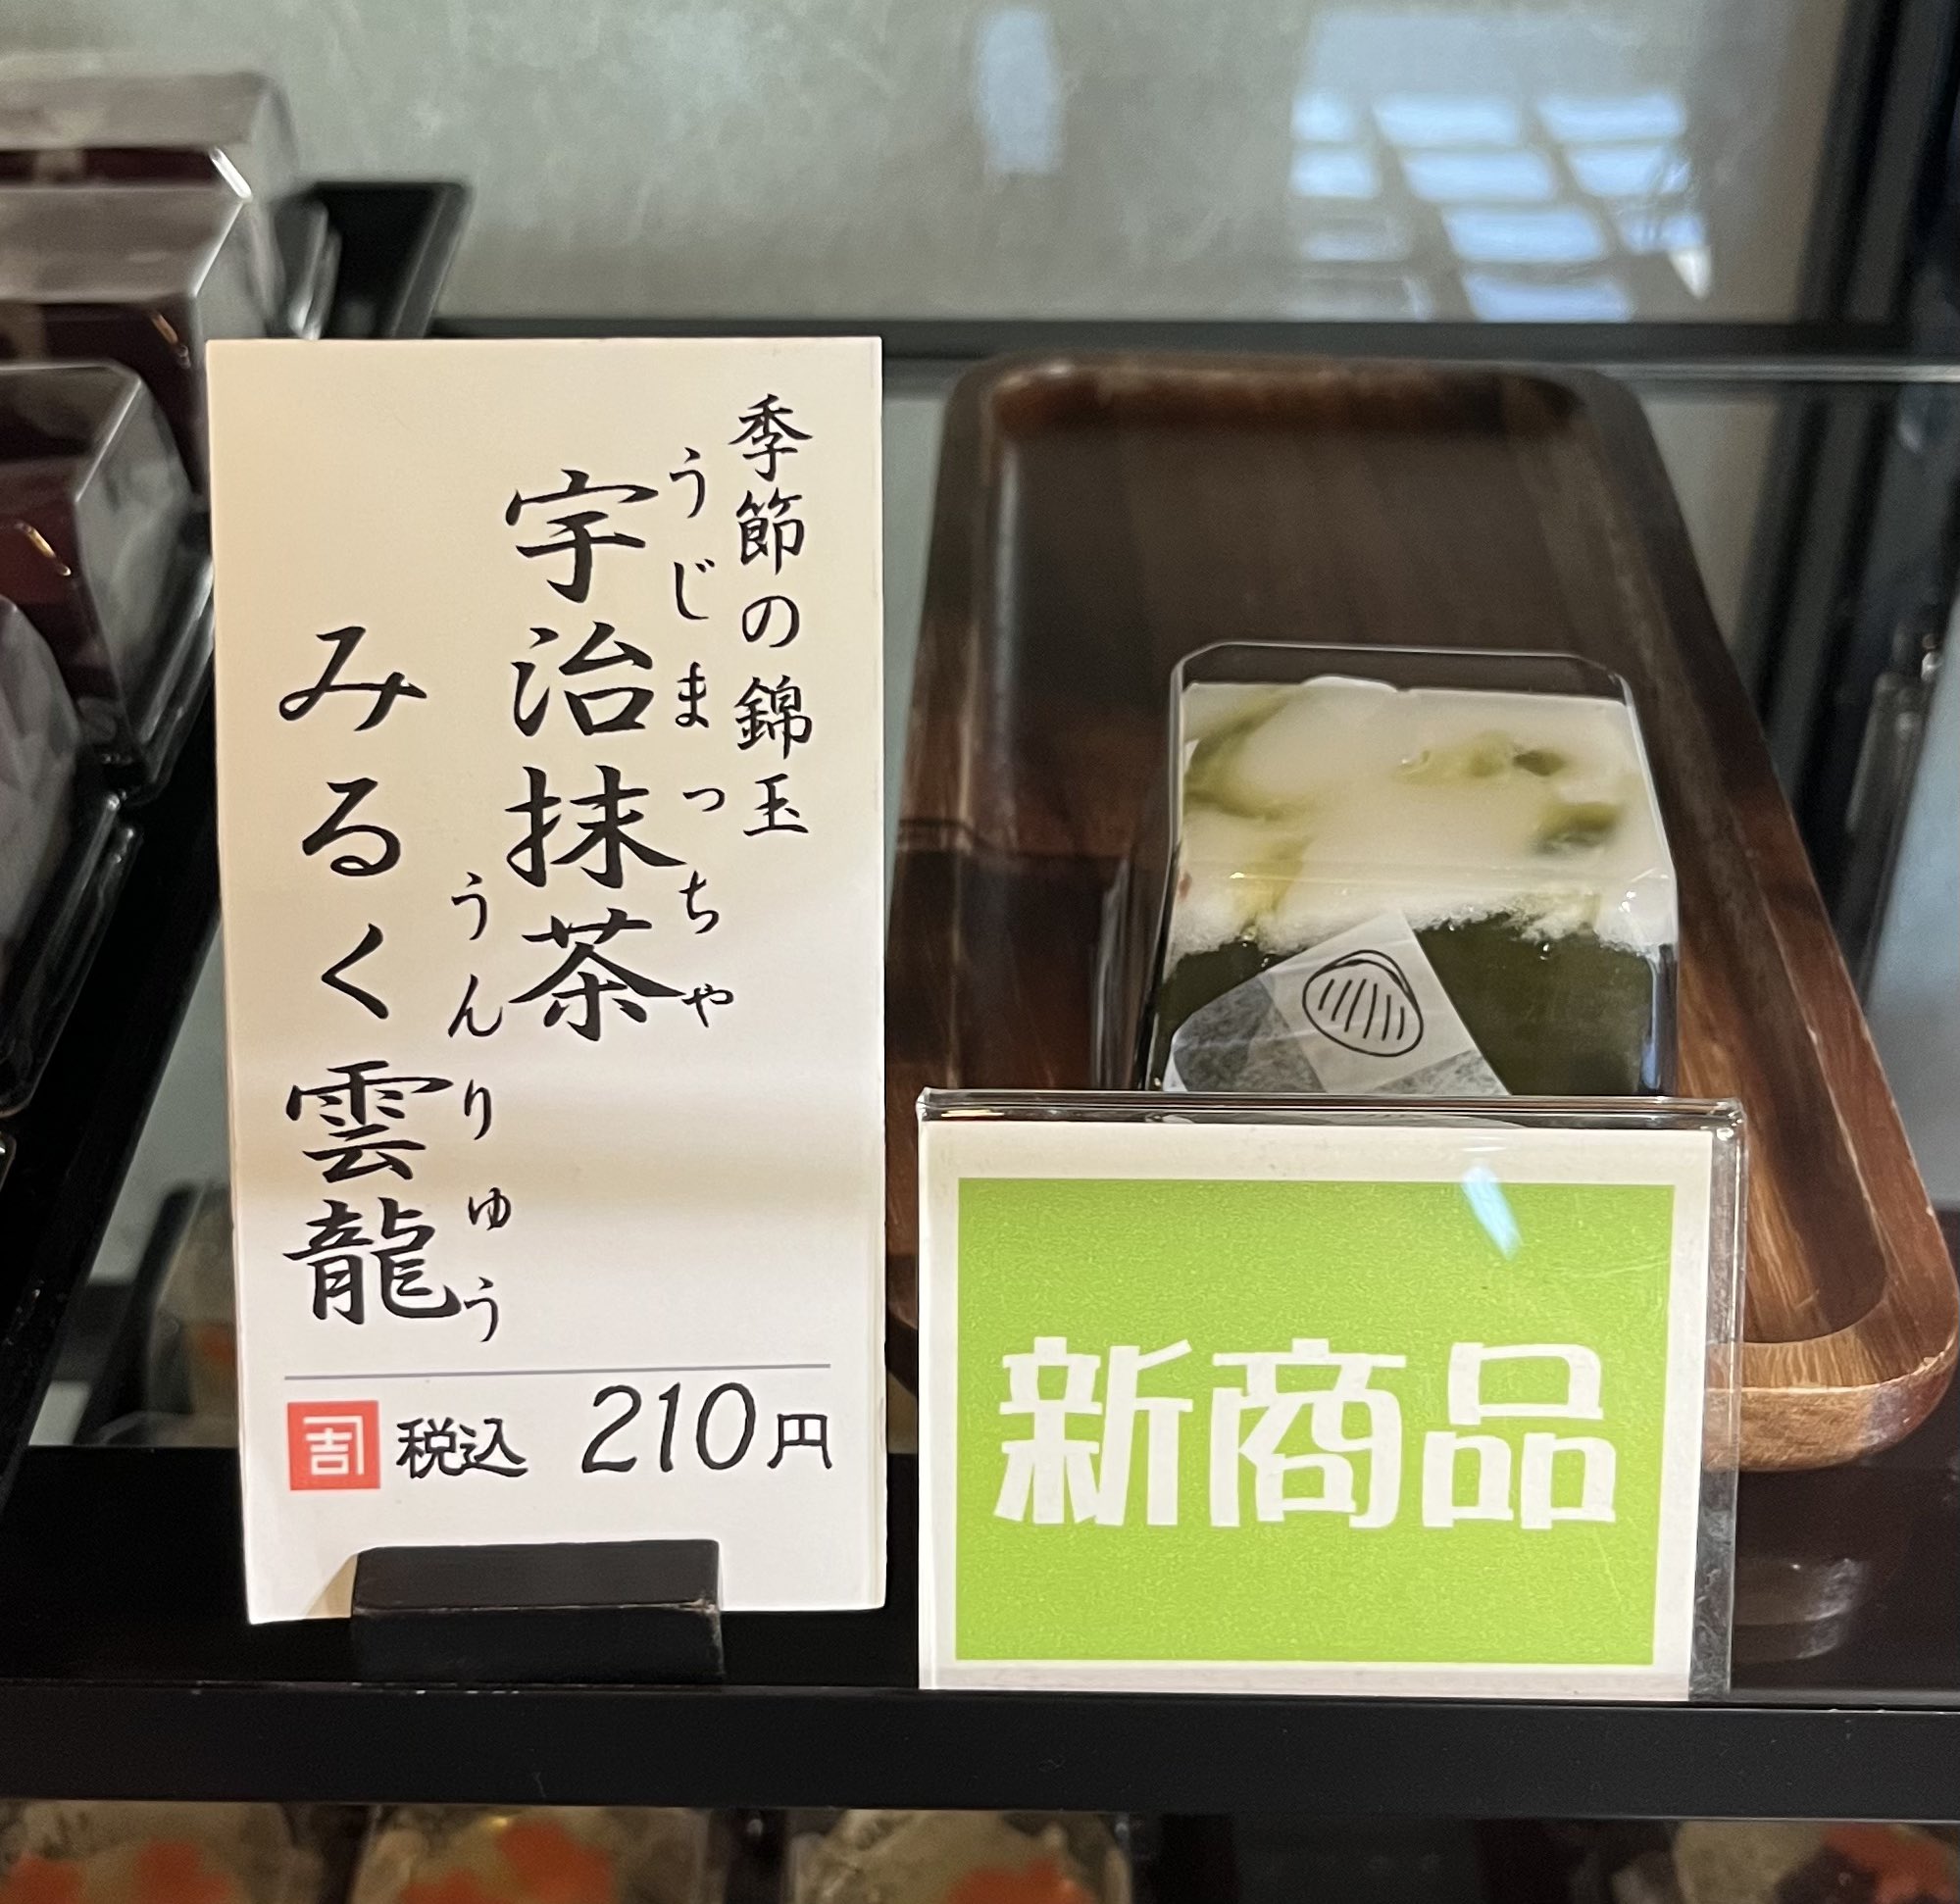 季節の錦玉
うじまっちゃ
宇治抹茶
うんりゅう
みるく雲龍
税込 210円
新商品